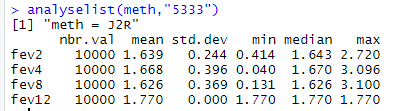 > analyselist(meth,"5333")
[1] "meth = J2R"
nbr.val mean std.dev min median max
fev2 10000 1.639 0.244 0.414 1.643 2.720
fev4 10000 1.668 0.396 0.040 1.670 3.096
fev8 10000 1.626 0.369 0.131 1.626 3.100
fev12 10000 1.770 0.000 1.770 1.770 1.770